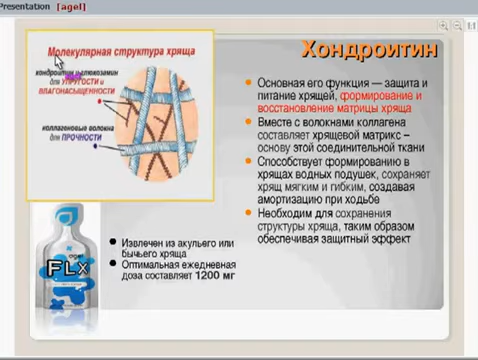 Presentation [agel]
1:1
Молекулярная структура хряща
хондроитин и глюкозамин
для УПРУГОСТИ и
ВЛАГОНАСЫЩЕННОСТИ
коллагеновые волокна
для ПРОЧНОСТИ
Хондроитин
Основная его функция — защита и
питание хрящей, формирование и
восстановление матрицы хряща
Вместе с волокнами коллагена
составляет хрящевой матрикс –
основу этой соединительной ткани
Способствует формированию в
хрящах водных подушек, сохраняет
хрящ мягким и гибким, создавая
амортизацию при ходьбе
Необходим для сохранения
структуры хряща, таким образом
обеспечивая защитный эффект
agel
FLX
Извлечен из акульего или
бычьего хряща
Оптимальная ежедневная
доза составляет 1200 мг